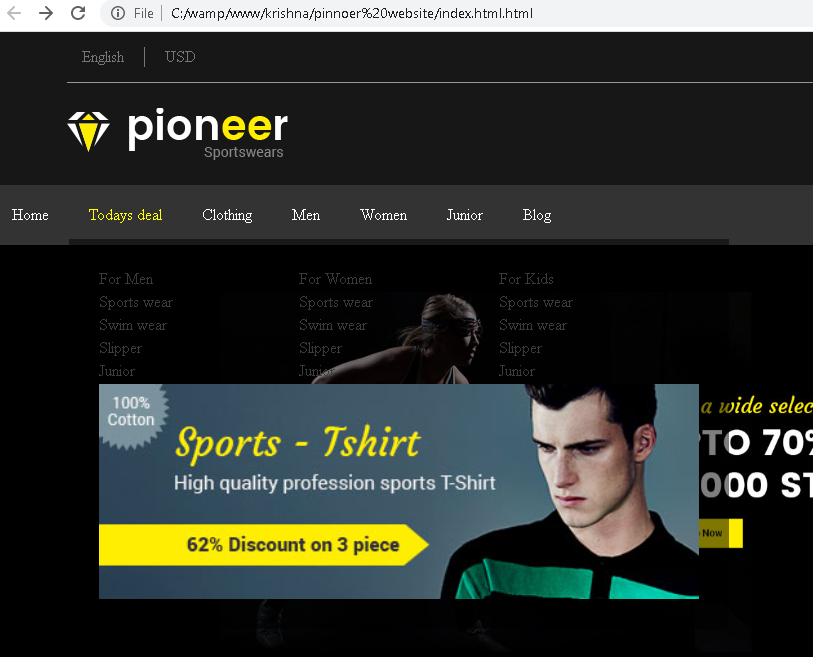 File C:/wamp/www/krishna/pinnoer%20website/index.html.html
English USD
pioneer
Sportswears
Home Todays deal Clothing Men Women Junior Blog
For Men For Women For Kids
Sports wear Sports wear Sports wear
Swim wear Swim wear Swim wear
Slipper Slipper Slipper
Junior Junior Junior
100%
Cotton
Sports - Tshirt
High quality profession sports T-Shirt
62% Discount on 3 piece
a wide selec
TO 70%
000 ST
Now